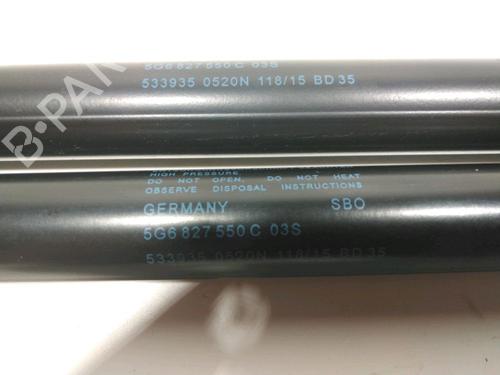 5G6 827 550 C 03S
533935 0520N 118/15 BD35
HIGH PRESSURE
DO NOT OPEN. DO NOT HEAT
OBSERVE DISPOSAL INSTRUCTIONS
GERMANY SBO
5G6 827 550 C 03S
533935 0520N 118/15 BD35
B-PARTS